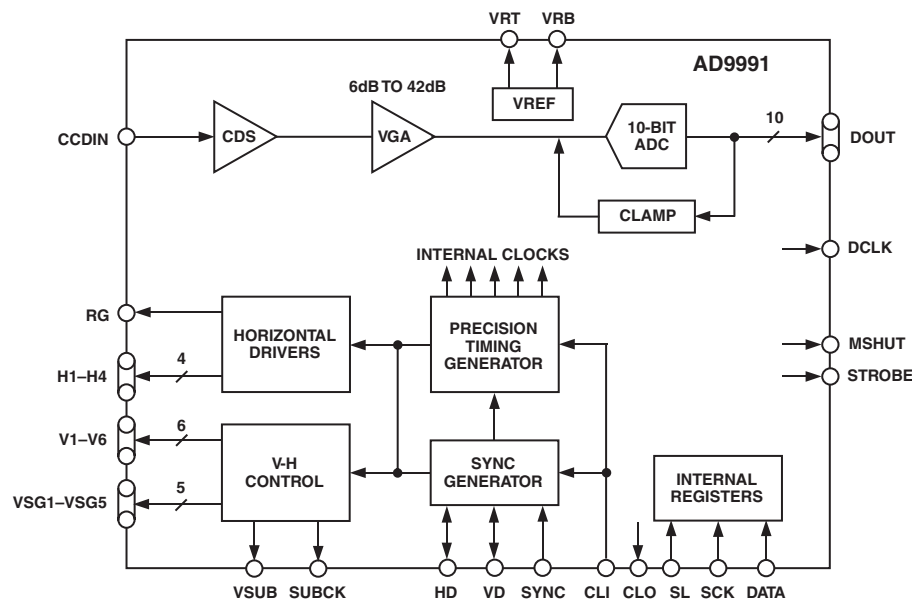 VRT VRB
AD9991
6dB TO 42dB
VREF
CCDIN
CDS
VGA
10-BIT
ADC
10
DOUT
CLAMP
INTERNAL CLOCKS
DCLK
RG
HORIZONTAL
DRIVERS
PRECISION
TIMING
GENERATOR
MSHUT
H1–H4
4
STROBE
V1–V6
6
V-H
CONTROL
SYNC
GENERATOR
INTERNAL
REGISTERS
VSG1–VSG5
5
VSUB SUBCK HD VD SYNC CLI CLO SL SCK DATA